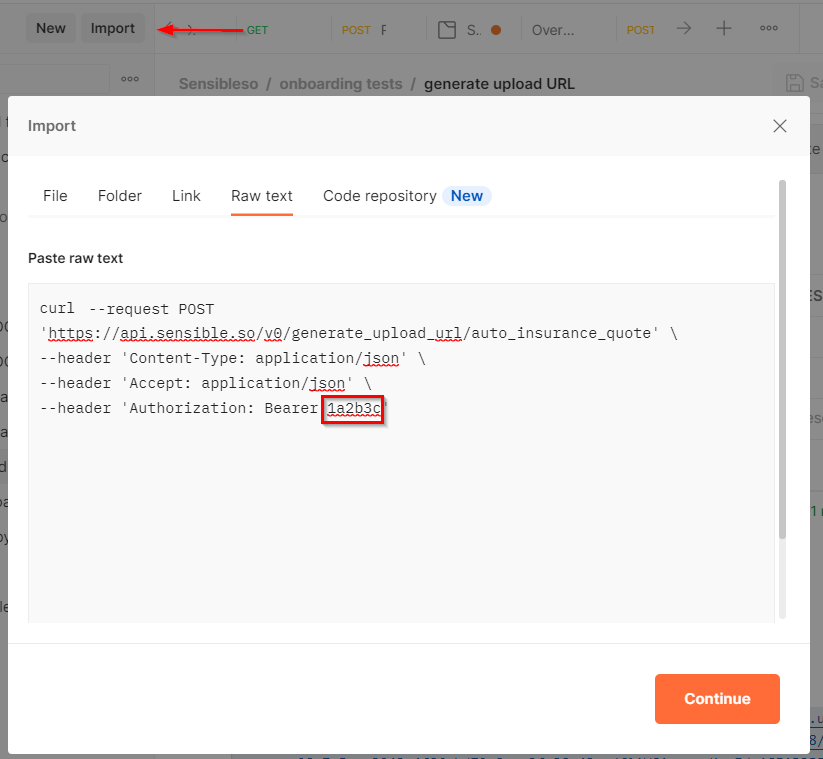 New Import GET POST F S.. Over... POST
Sensibleso / onboarding tests / generate upload URL Sa
Import
File Folder Link Raw text Code repository New
Paste raw text
curl --request POST
'https://api.sensible.so/v0/generate_upload_url/auto_insurance_quote' \
--header 'Content-Type: application/json' \
--header 'Accept: application/json' \
--header 'Authorization: Bearer 1a2b3c'
Continue